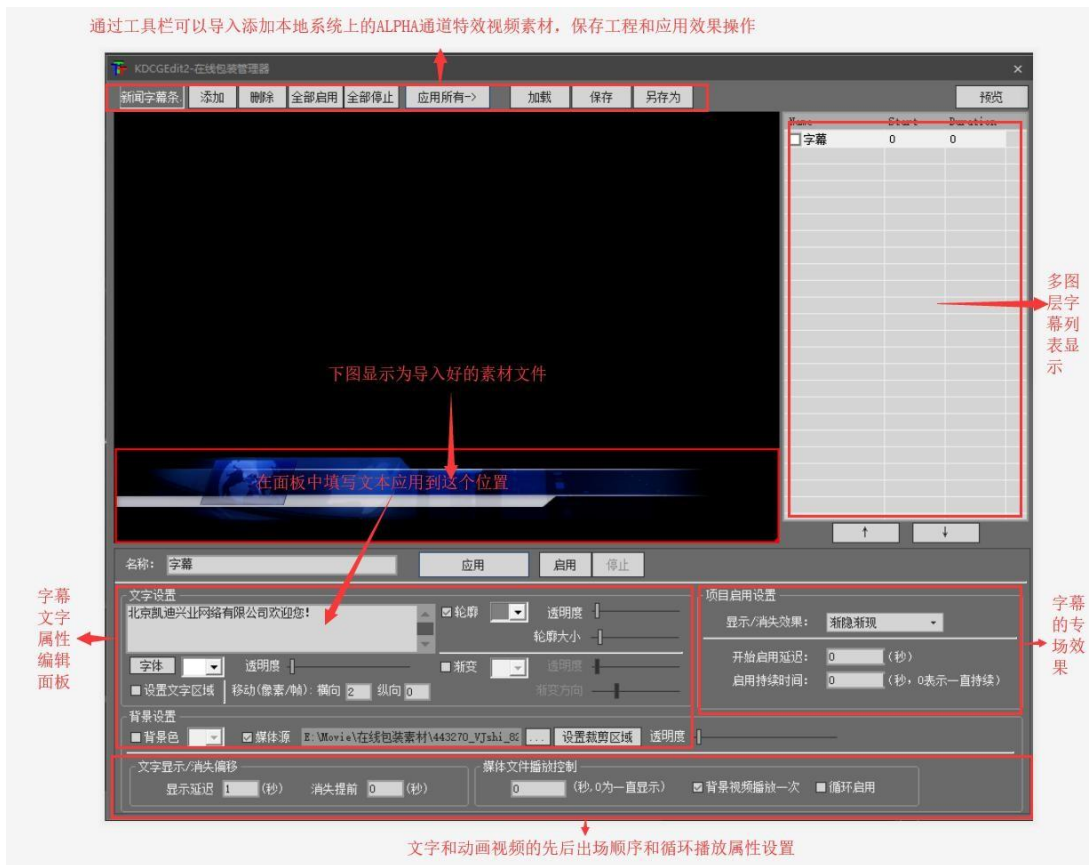 通过工具栏可以导入添加本地系统上的ALPHA通道特效视频素材，保存工程和应用效果操作
KDCGEdit2-在线包装管理器
新闻字幕条 添加 删除 全部启用 全部停止 应用所有-> 加载 保存 另存为 预览
Name Start Duration
字幕 0 0
多图
层字
幕列
表显
示
下图显示为导入好的素材文件
在面板中填写文本应用到这个位置
↑ ↓
名称: 字幕 应用 启用 停止
字幕
文字
属性
编辑
面板
文字设置
北京凯迪兴业网络有限公司欢迎您!
轮廓 透明度
轮廓大小
字体 透明度 渐变 透明度
设置文字区域 移动(像素/帧): 横向 2 纵向 0 渐变方向
项目启用设置
显示/消失效果: 渐隐渐现
开始启用延迟: 0 (秒)
启用持续时间: 0 (秒, 0表示一直持续)
字幕
的专
场效
果
背景设置
背景色 媒体源 E:\Movie\在线包装素材\443270_VJshi_ ... 设置裁剪区域 透明度
文字显示/消失偏移
显示延迟 1 (秒) 消失提前 0 (秒)
媒体文件播放控制
0 (秒,0为一直显示) 背景视频播放一次 循环启用
文字和动画视频的先后出场顺序和循环播放属性设置